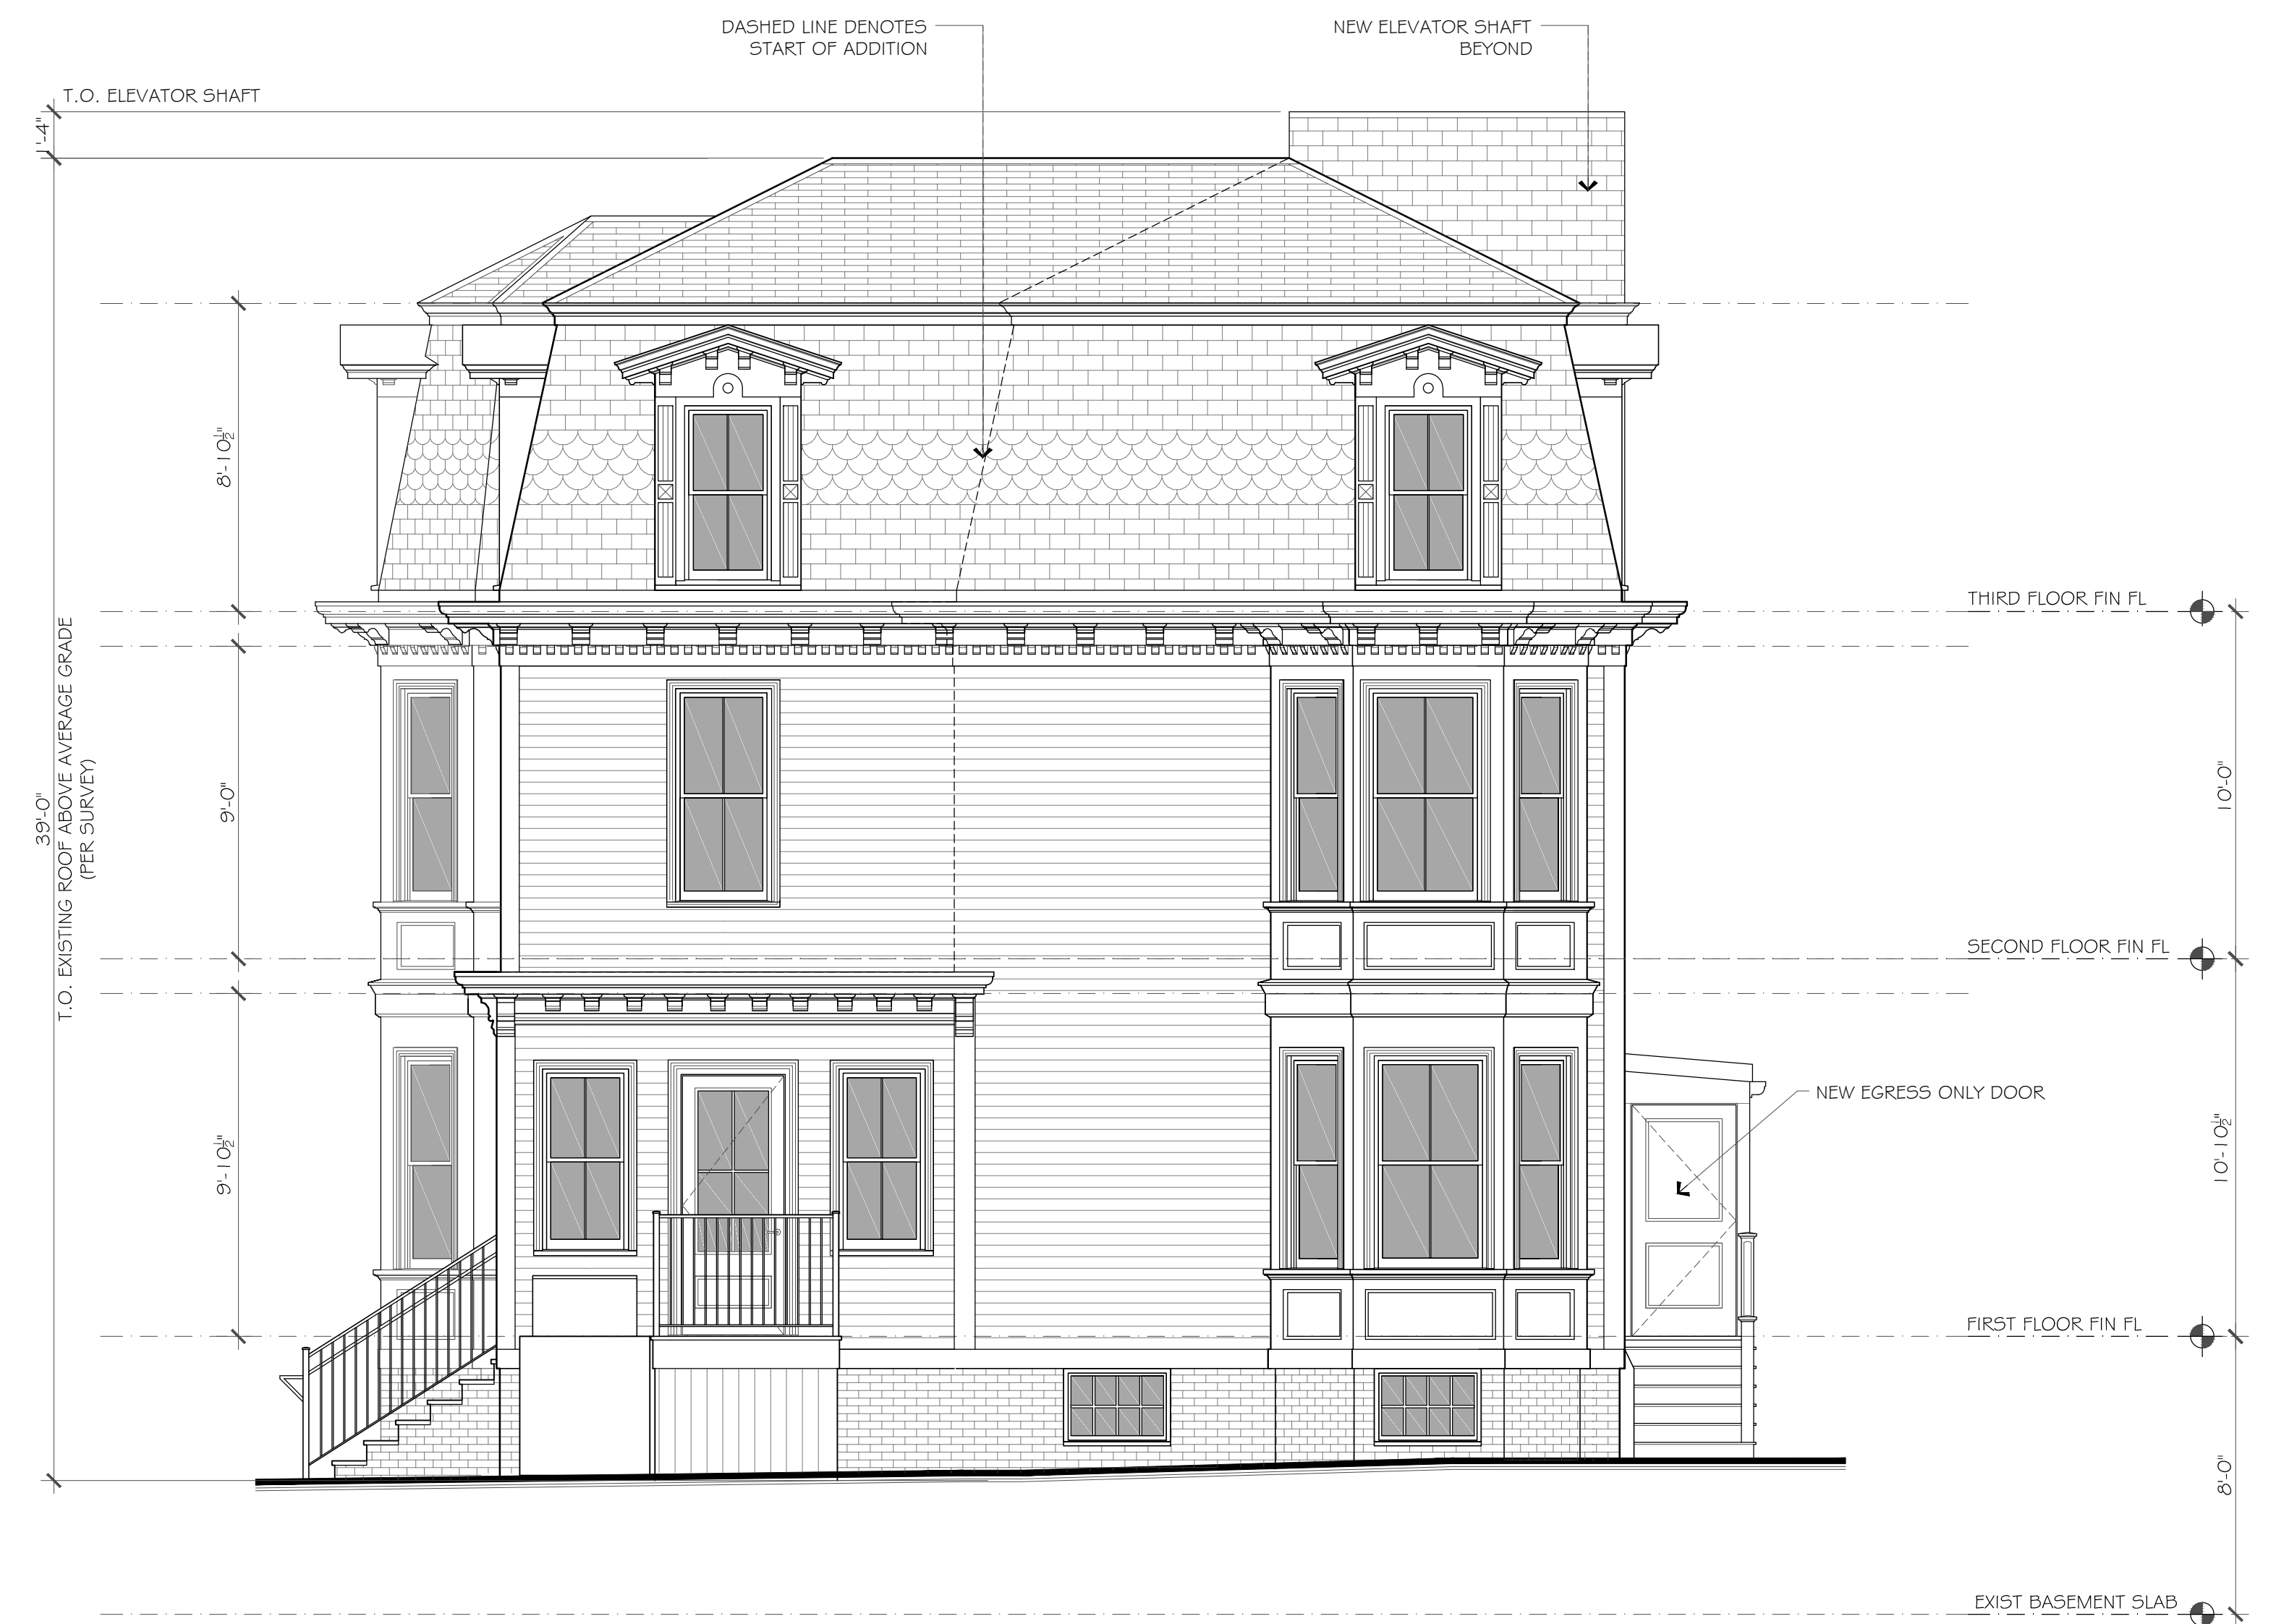 DASHED LINE DENOTES
START OF ADDITION
NEW ELEVATOR SHAFT
BEYOND
T.O. ELEVATOR SHAFT
1'-4"
39'-0"
T.O. EXISTING ROOF ABOVE AVERAGE GRADE
(PER SURVEY)
8'-10½"
9'-0"
9'-10½"
THIRD FLOOR FIN FL
10'-0"
SECOND FLOOR FIN FL
NEW EGRESS ONLY DOOR
10'-10½"
FIRST FLOOR FIN FL
8'-0"
EXIST BASEMENT SLAB